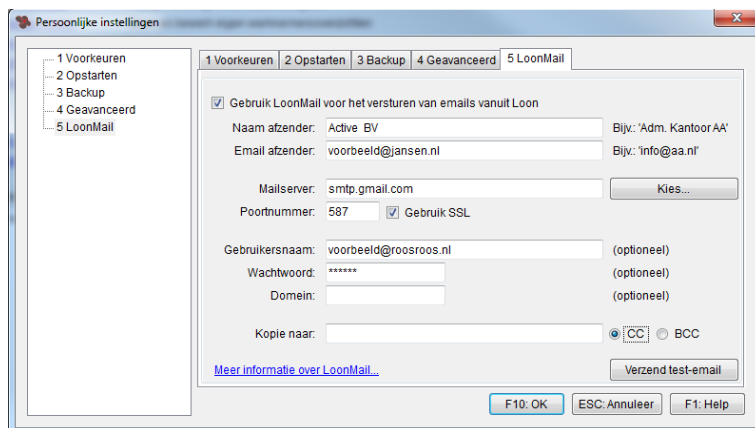 Persoonlijke instellingen
1 Voorkeuren
2 Opstarten
3 Backup
4 Geavanceerd
5 LoonMail
1 Voorkeuren 2 Opstarten 3 Backup 4 Geavanceerd 5 LoonMail
Gebruik LoonMail voor het versturen van emails vanuit Loon
Naam afzender: Active BV Bijv.: 'Adm. Kantoor AA'
Email afzender: voorbeeld@jansen.nl Bijv.: 'info@aa.nl'
Mailserver: smtp.gmail.com Kies...
Poortnummer: 587 Gebruik SSL
Gebruikersnaam: voorbeeld@roosroos.nl (optioneel)
Wachtwoord: ****** (optioneel)
Domein: (optioneel)
Kopie naar: CC BCC
Meer informatie over LoonMail... Verzend test-email
F10: OK ESC: Annuleer F1: Help